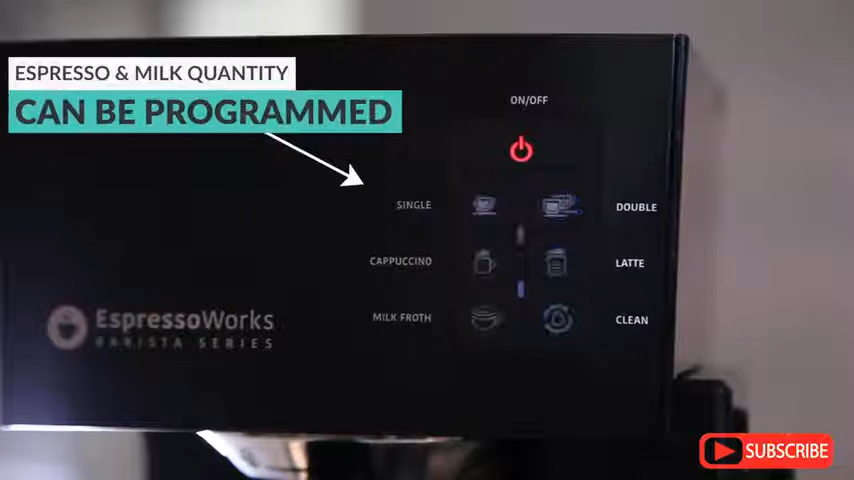 ESPRESSO & MILK QUANTITY
CAN BE PROGRAMMED
ON/OFF
SINGLE
DOUBLE
CAPPUCCINO
LATTE
MILK FROTH
CLEAN
EspressoWorks
BARISTA SERIES
SUBSCRIBE